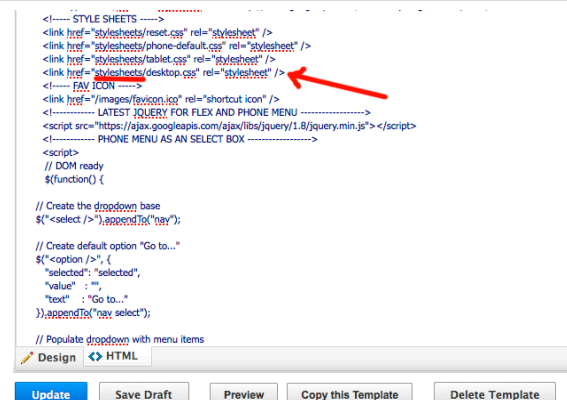 <!----- STYLE SHEETS ----->
<link href="stylesheets/reset.css" rel="stylesheet" />
<link href="stylesheets/phone-default.css" rel="stylesheet" />
<link href="stylesheets/tablet.css" rel="stylesheet" />
<link href="stylesheets/desktop.css" rel="stylesheet" />
<!----- FAV ICON ----->
<link href="/images/favicon.ico" rel="shortcut icon" />
<!------------ LATEST JQUERY FOR FLEX AND PHONE MENU ------------------>
<script src="https://ajax.googleapis.com/ajax/libs/jquery/1.8/jquery.min.js"></script>
<!------------ PHONE MENU AS AN SELECT BOX ------------------>
<script>
// DOM ready
$(function() {
// Create the dropdown base
$("<select />").appendTo("nav");
// Create default option "Go to..."
$("<option />", {
"selected": "selected",
"value" : "",
"text" : "Go to..."
}).appendTo("nav select");
// Populate dropdown with menu items
Design HTML
Update Save Draft Preview Copy this Template Delete Template